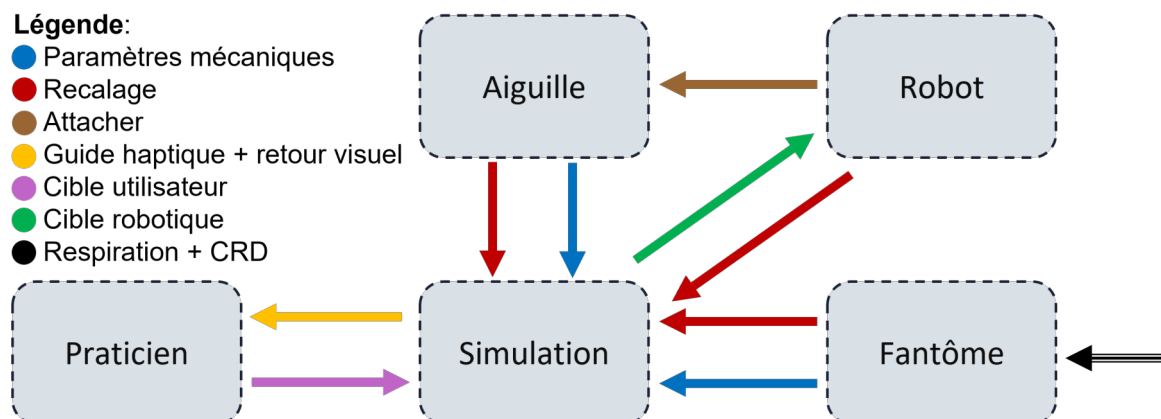 Légende:
Paramètres mécaniques
Recalage
Attacher
Guide haptique + retour visuel
Cible utilisateur
Cible robotique
Respiration + CRD
Aiguille
Robot
Praticien
Simulation
Fantôme